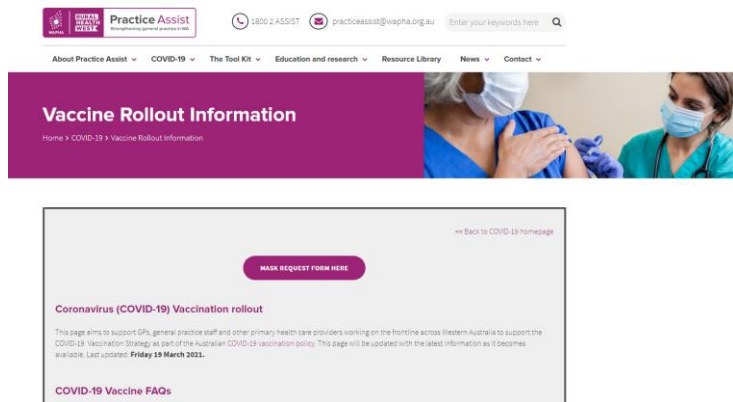 WAPHA
RURAL
HEALTH
WEST
Practice Assist
Strengthening general practice in WA
1800 2 ASSIST
practiceassist@wapha.org.au
Enter your keywords here
About Practice Assist
COVID-19
The Tool Kit
Education and research
Resource Library
News
Contact
Vaccine Rollout Information
Home > COVID-19 > Vaccine Rollout Information
<< Back to COVID-19 homepage
MASK REQUEST FORM HERE
Coronavirus (COVID-19) Vaccination rollout
This page aims to support GPs, general practice staff and other primary health care providers working on the frontline across Western Australia to support the
COVID-19 Vaccination Strategy as part of the Australian COVID-19 vaccination policy. This page will be updated with the latest information as it becomes
available. Last updated: Friday 19 March 2021.
COVID-19 Vaccine FAQs